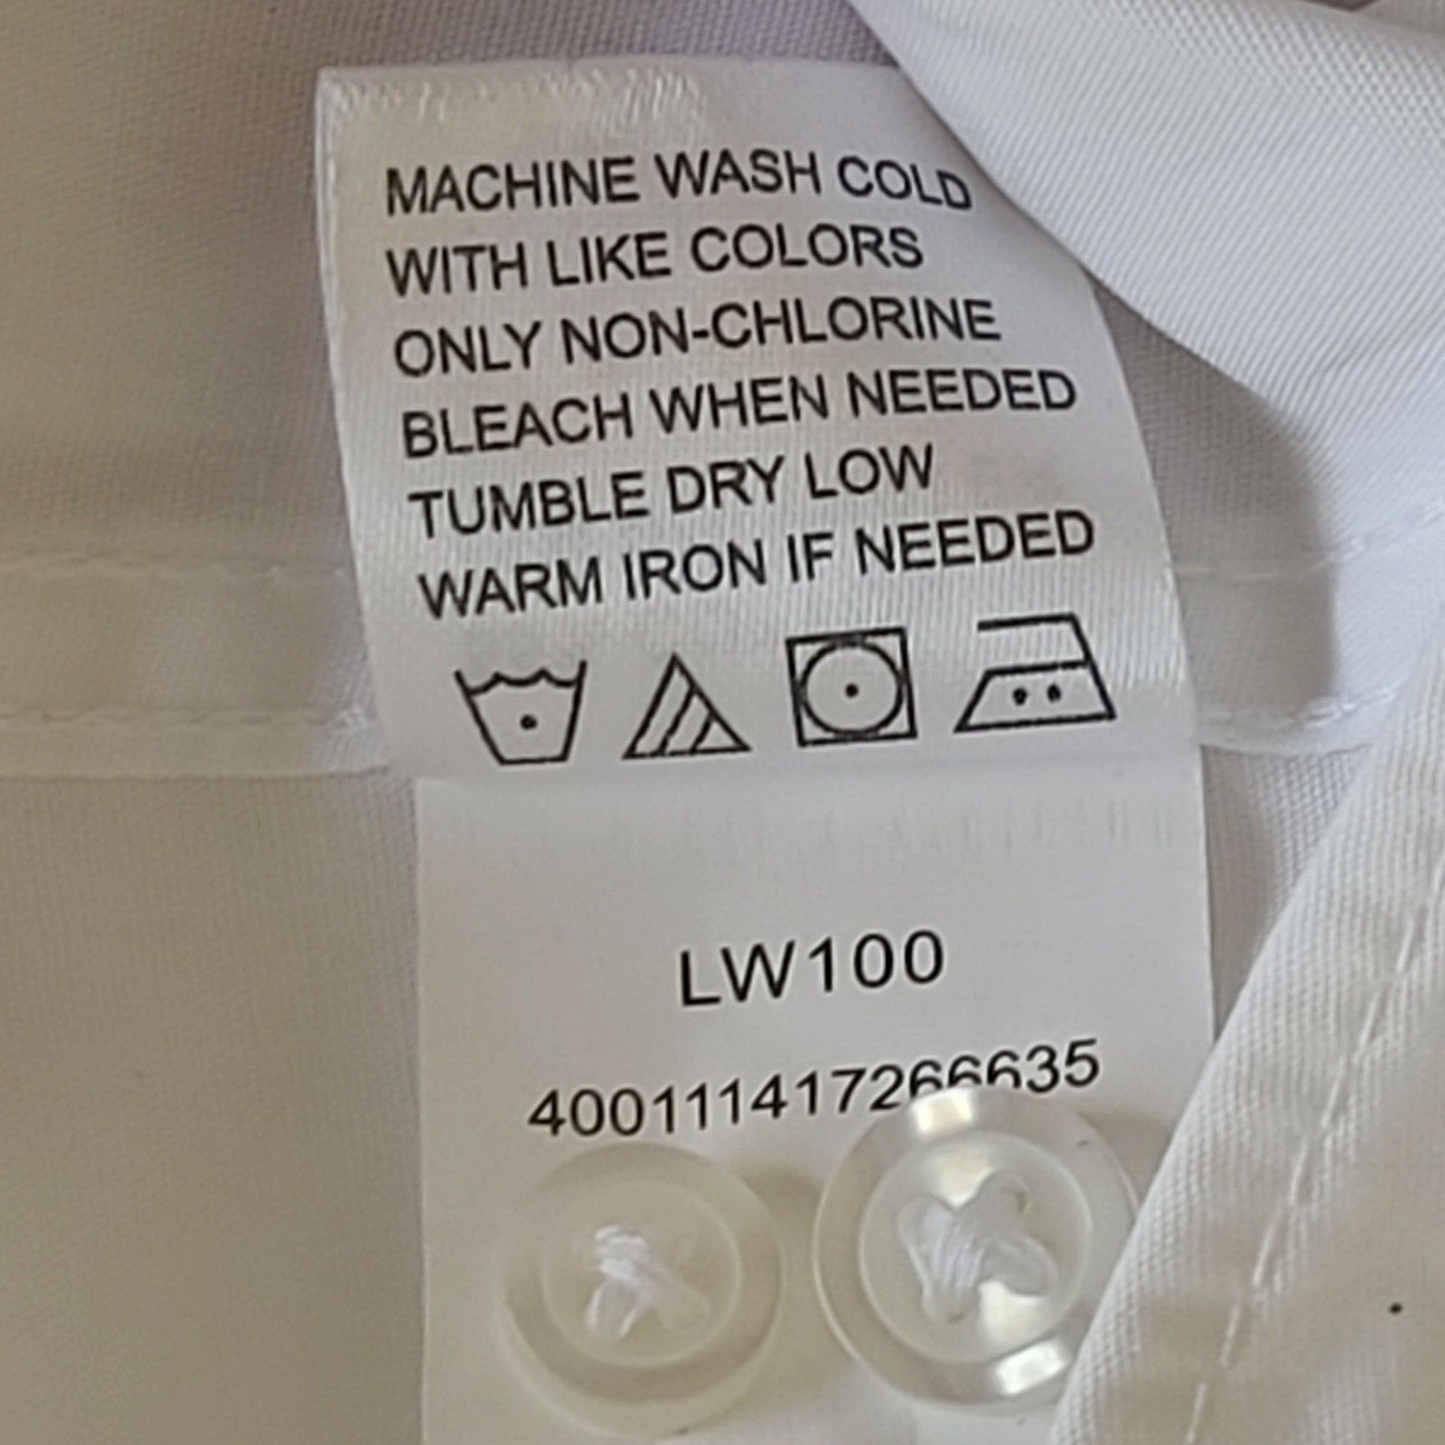 MACHINE WASH COLD
WITH LIKE COLORS
ONLY NON-CHLORINE
BLEACH WHEN NEEDED
TUMBLE DRY LOW
WARM IRON IF NEEDED
LW100
400111417266635